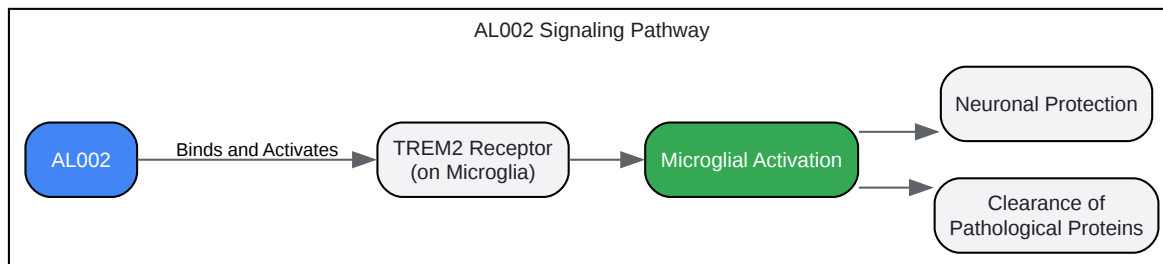 AL002 Signaling Pathway
AL002
Binds and Activates
TREM2 Receptor
(on Microglia)
Microglial Activation
Neuronal Protection
Clearance of
Pathological Proteins